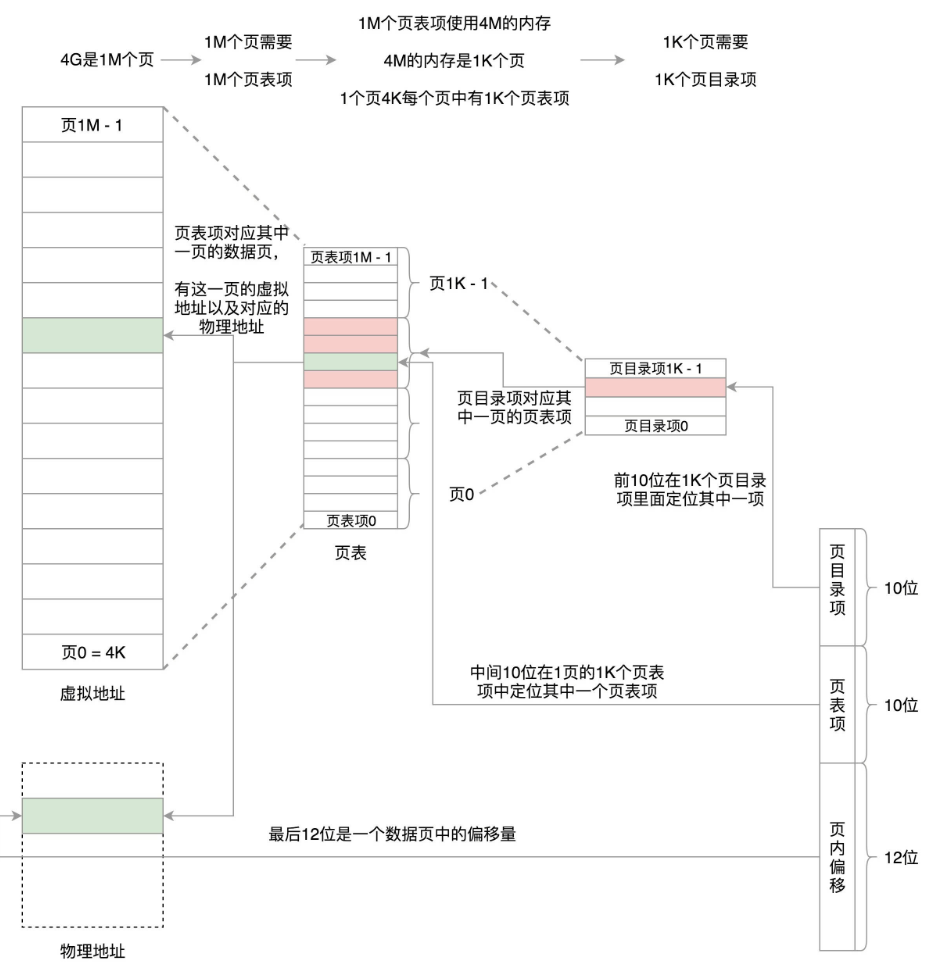 1M个页表项使用4M的内存
4G是1M个页
1M个页需要
1M个页表项
4M的内存是1K个页
1个页4K每个页中有1K个页表项
1K个页需要
1K个页目录项
页1M - 1
页表项对应其中
一页的数据页，
有这一页的虚拟
地址以及对应的
物理地址
页表项1M - 1
页1K - 1
页目录项1K - 1
页目录项对应其
中一页的页表项
页目录项0
前10位在1K个页目录
项里面定位其中一项
页0
页表项0
页表
页目录项
10位
页0 = 4K
虚拟地址
中间10位在1页的1K个页表
项中定位其中一个页表项
页表项
10位
最后12位是一个数据页中的偏移量
页内偏移
12位
物理地址